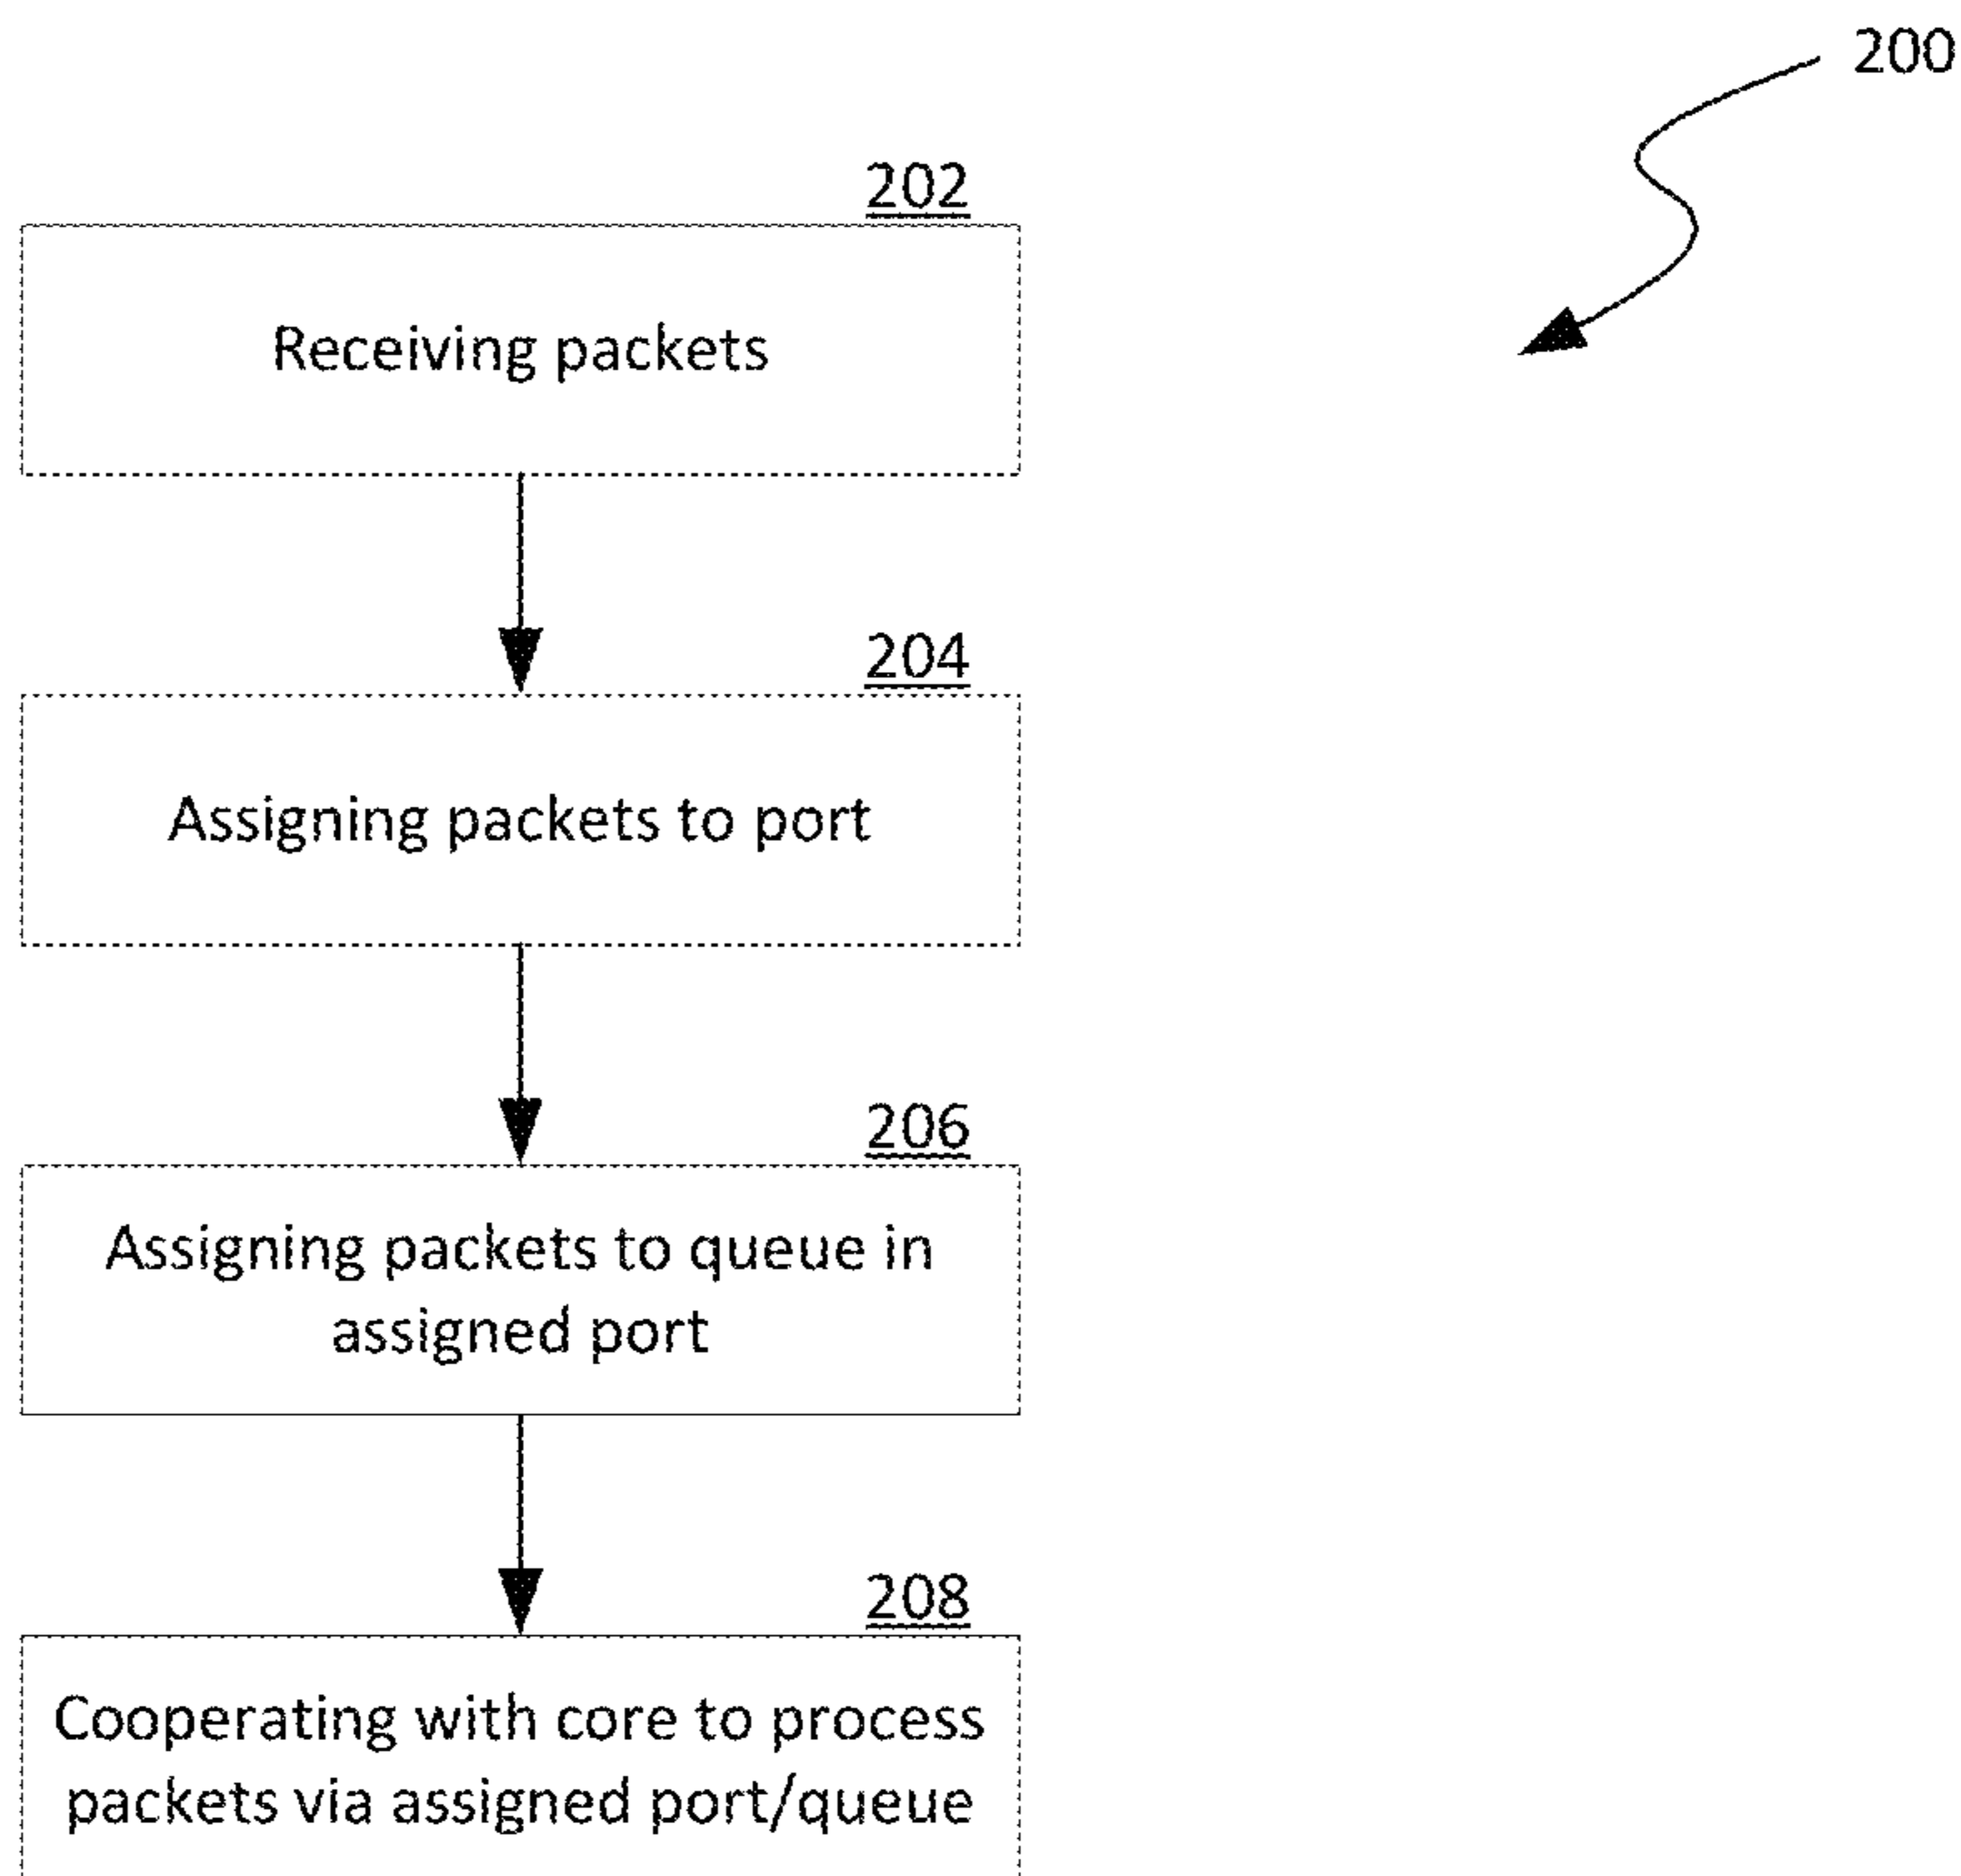 200
202
Receiving packets
204
Assigning packets to port
206
Assigning packets to queue in
assigned port
208
Cooperating with core to process
packets via assigned port/queue